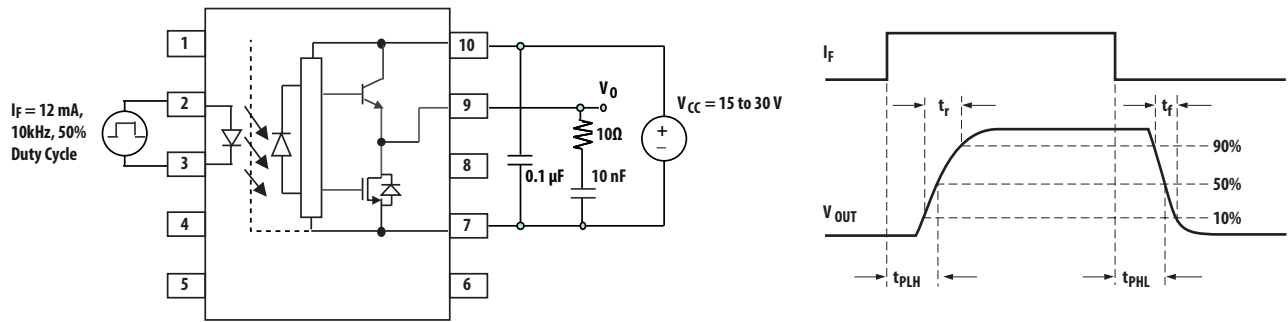 1
2
3
4
5
10
9
8
7
6
I_F = 12 mA,
10kHz, 50%
Duty Cycle
V_O
V_CC = 15 to 30 V
+
–
10Ω
0.1 µF
10 nF
I_F
t_r
t_f
90%
50%
10%
V_OUT
t_PLH
t_PHL